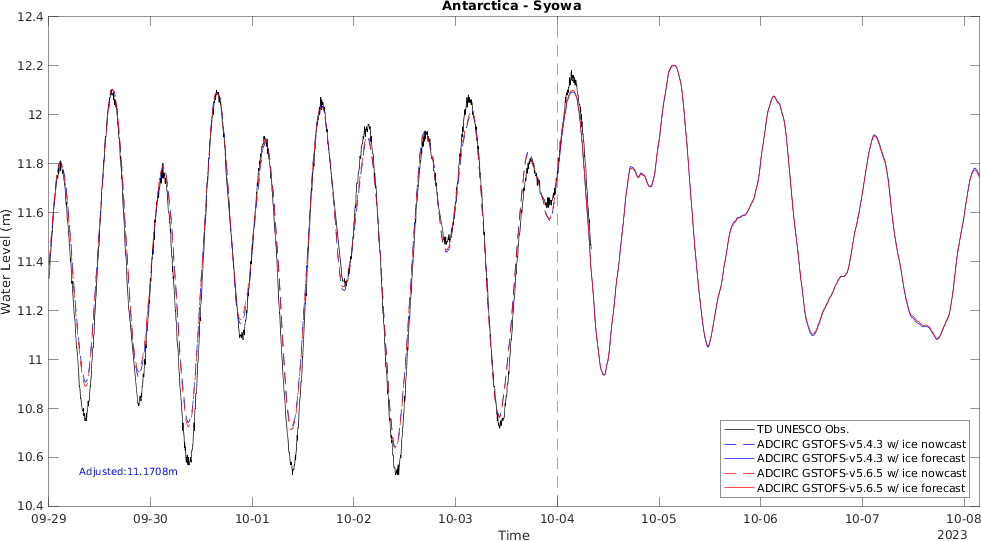 Antarctica - Syowa
12.4
12.2
12
11.8
11.6
11.4
11.2
11
10.8
10.6
10.4
Water Level (m)
Adjusted:11.1708m
TD UNESCO Obs.
ADCIRC GSTOFS-v5.4.3 w/ ice nowcast
ADCIRC GSTOFS-v5.4.3 w/ ice forecast
ADCIRC GSTOFS-v5.6.5 w/ ice nowcast
ADCIRC GSTOFS-v5.6.5 w/ ice forecast
09-29 09-30 10-01 10-02 10-03 10-04 10-05 10-06 10-07 10-08
Time 2023